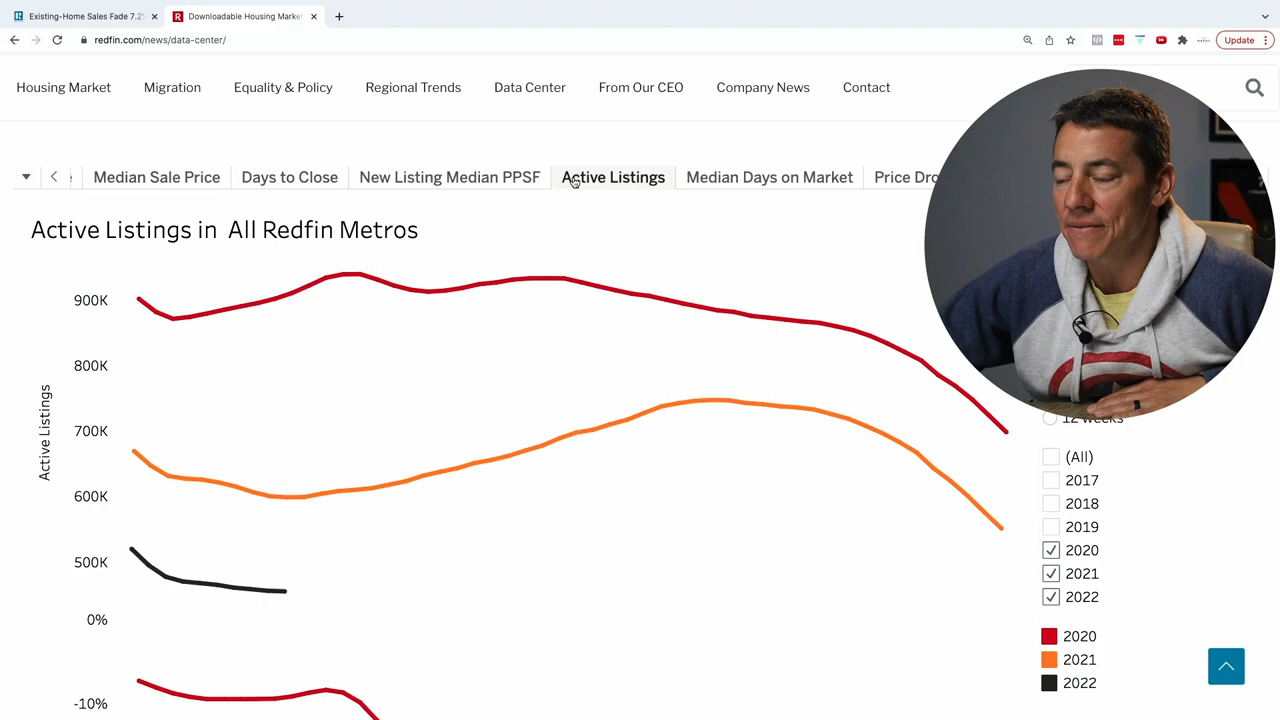 Existing-Home Sales Fade 7.2
Downloadable Housing Marke
redfin.com/news/data-center/
Update
Housing Market
Migration
Equality & Policy
Regional Trends
Data Center
From Our CEO
Company News
Contact
Median Sale Price
Days to Close
New Listing Median PPSF
Active Listings
Median Days on Market
Price Dro
Active Listings in All Redfin Metros
900K
800K
700K
600K
500K
0%
-10%
Active Listings
12 weeks
(All)
2017
2018
2019
2020
2021
2022
2020
2021
2022